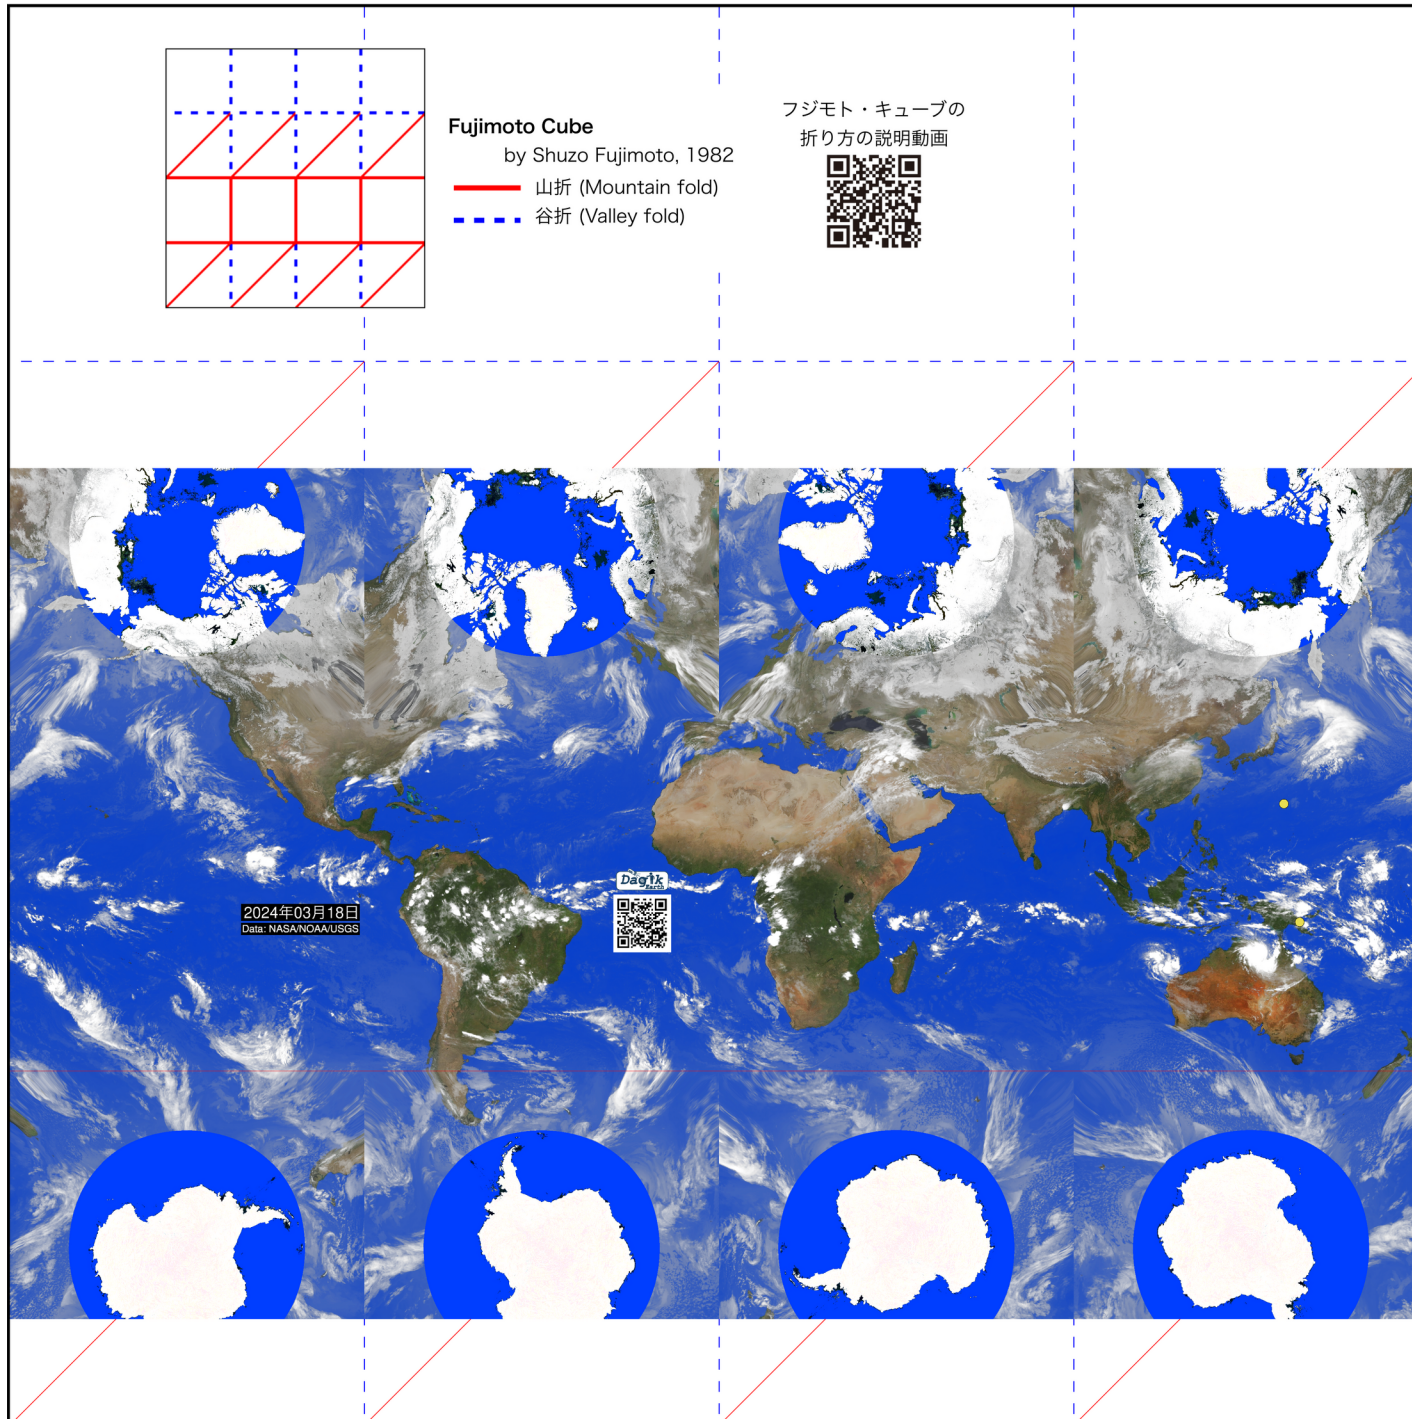 Fujimoto Cube
by Shuzo Fujimoto, 1982
山折 (Mountain fold)
谷折 (Valley fold)
フジモト・キューブの
折り方の説明動画
Dagik
Earth
2024年03月18日
Data: NASA/NOAA/USGS